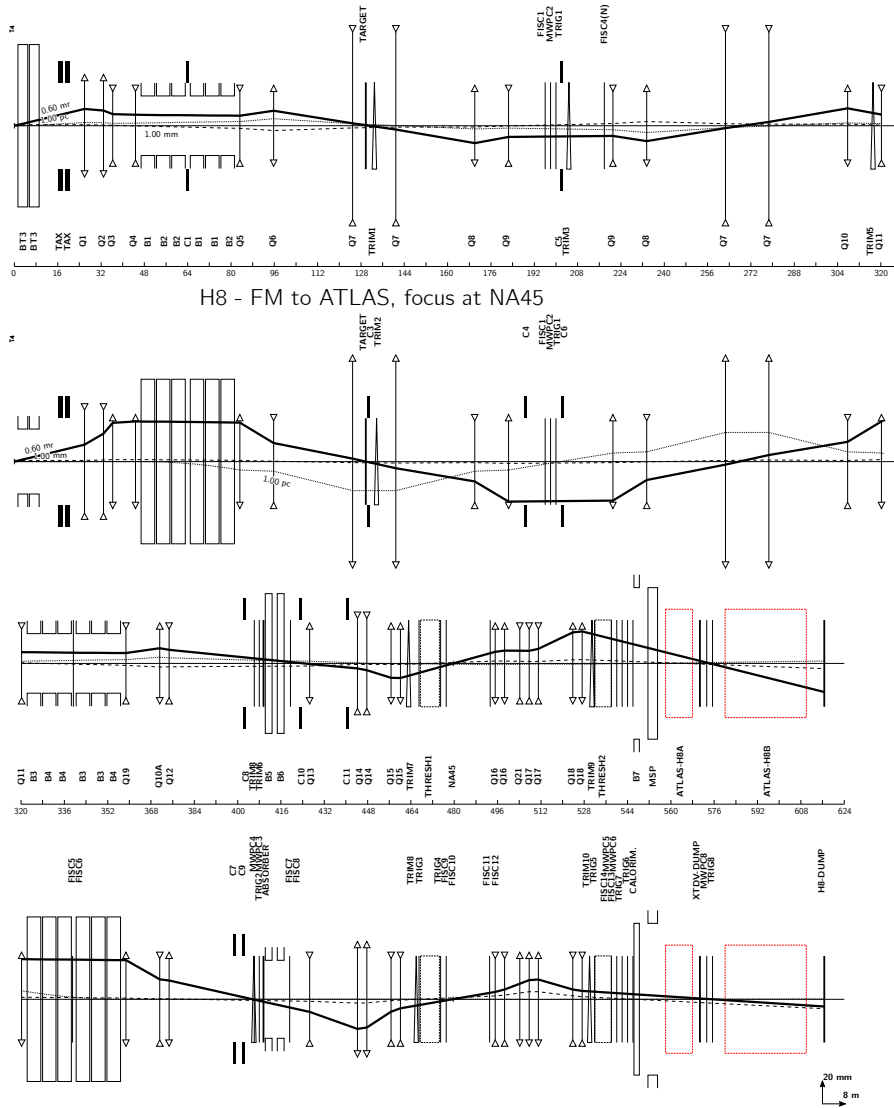 T4
TARGET
FISC1
MWPC2
TRIG1
FISC4(N)
0.60 mr
1.00 pc
1.00 mm
BT3
BT3
TAX
TAX
Q1
Q2
Q3
Q4
B1
B2
B2
C1
B1
B1
B2
Q5
Q6
Q7
TRIM1
Q7
Q8
Q9
C5
TRIM3
Q9
Q8
Q7
Q7
Q10
TRIM5
Q11
0 16 32 48 64 80 96 112 128 144 160 176 192 208 224 240 256 272 288 304 320
H8 - FM to ATLAS, focus at NA45
T4
TARGET
C3
TRIM2
C4
FISC1
MWPC2
TRIG1
C6
0.60 mr
1.00 mm
1.00 pc
Q11
B3
B4
B4
B3
B3
B4
Q19
Q10A
Q12
C8
TRIM8
TRIM6
B5
B6
C10
Q13
C11
Q14
Q14
Q15
Q15
TRIM7
THRESH1
NA45
Q16
Q16
Q21
Q17
Q17
Q18
Q18
TRIM9
THRESH2
B7
MSP
ATLAS-H8A
ATLAS-H8B
320 336 352 368 384 400 416 432 448 464 480 496 512 528 544 560 576 592 608 624
FISC5
FISC6
C7
C9
MWPC4
TRIG2
MWPC3
ABSORBER
FISC7
FISC8
TRIM8
TRIG3
TRIG4
FISC9
FISC10
FISC11
FISC12
TRIM10
TRIG5
FISC14
MWPC5
FISC13
MWPC6
TRIG7
TRIG6
CALORIM.
XTDV-DUMP
MWPC8
TRIG8
H8-DUMP
20 mm
8 m